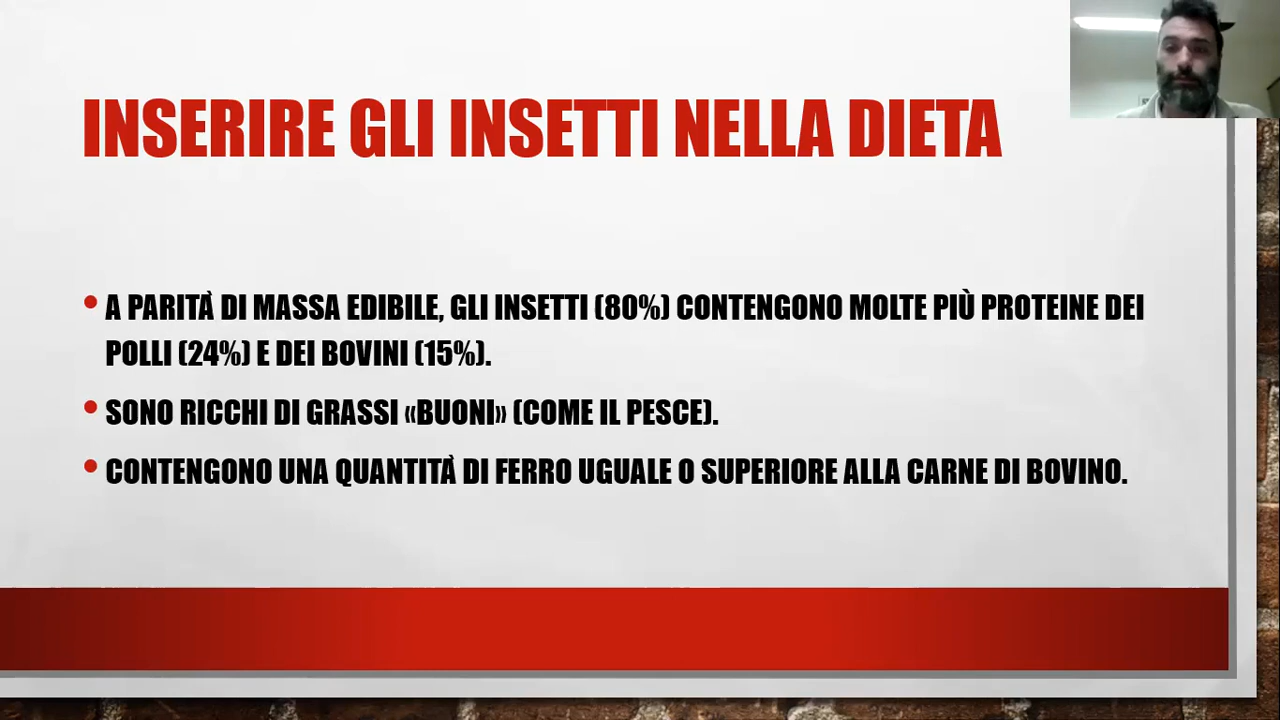 INSERIRE GLI INSETTI NELLA DIETA
• A PARITÀ DI MASSA EDIBILE, GLI INSETTI (80%) CONTENGONO MOLTE PIÙ PROTEINE DEI
POLLI (24%) E DEI BOVINI (15%).
• SONO RICCHI DI GRASSI «BUONI» (COME IL PESCE).
• CONTENGONO UNA QUANTITÀ DI FERRO UGUALE O SUPERIORE ALLA CARNE DI BOVINO.